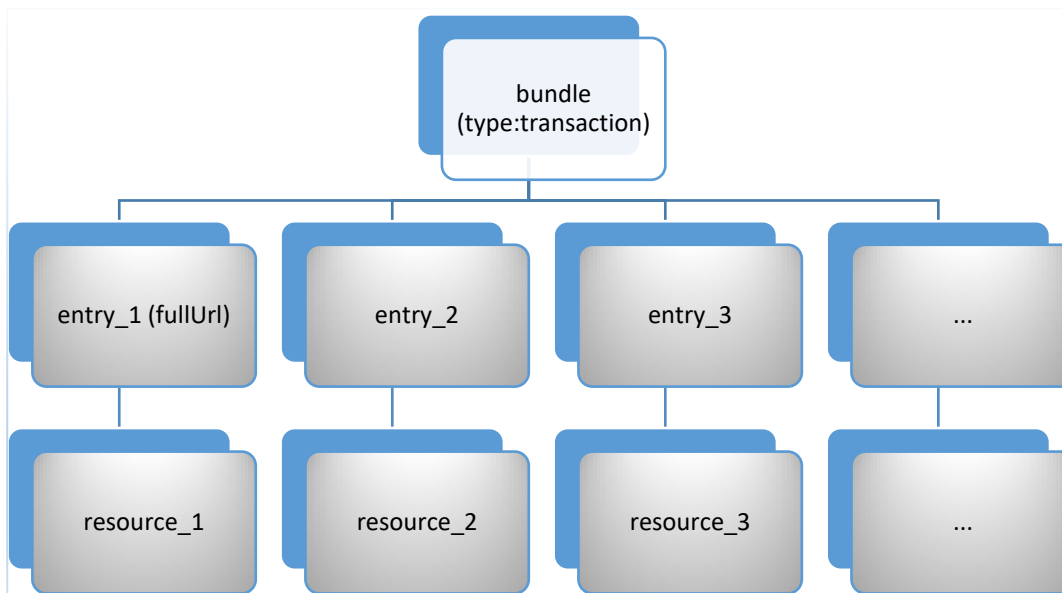 bundle
(type:transaction)
entry_1 (fullUrl)
entry_2
entry_3
...
resource_1
resource_2
resource_3
...